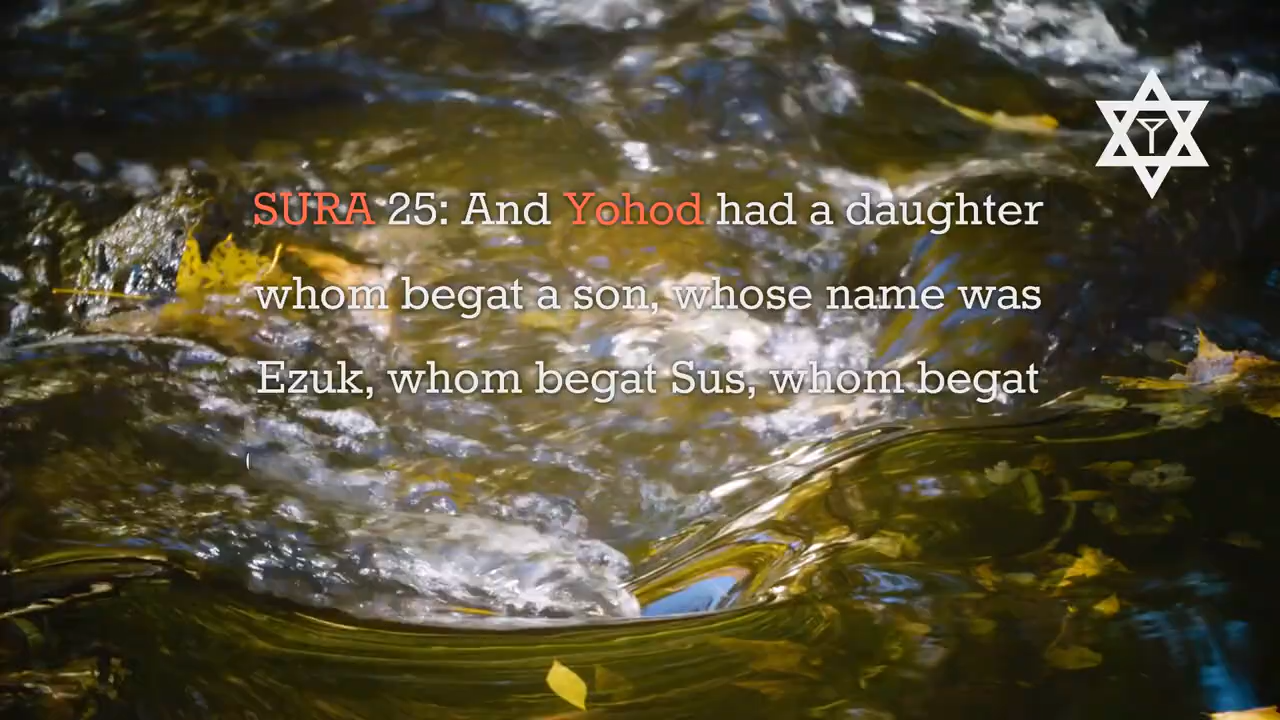 SURA 25: And Yohod had a daughter
whom begat a son, whose name was
Ezuk, whom begat Sus, whom begat